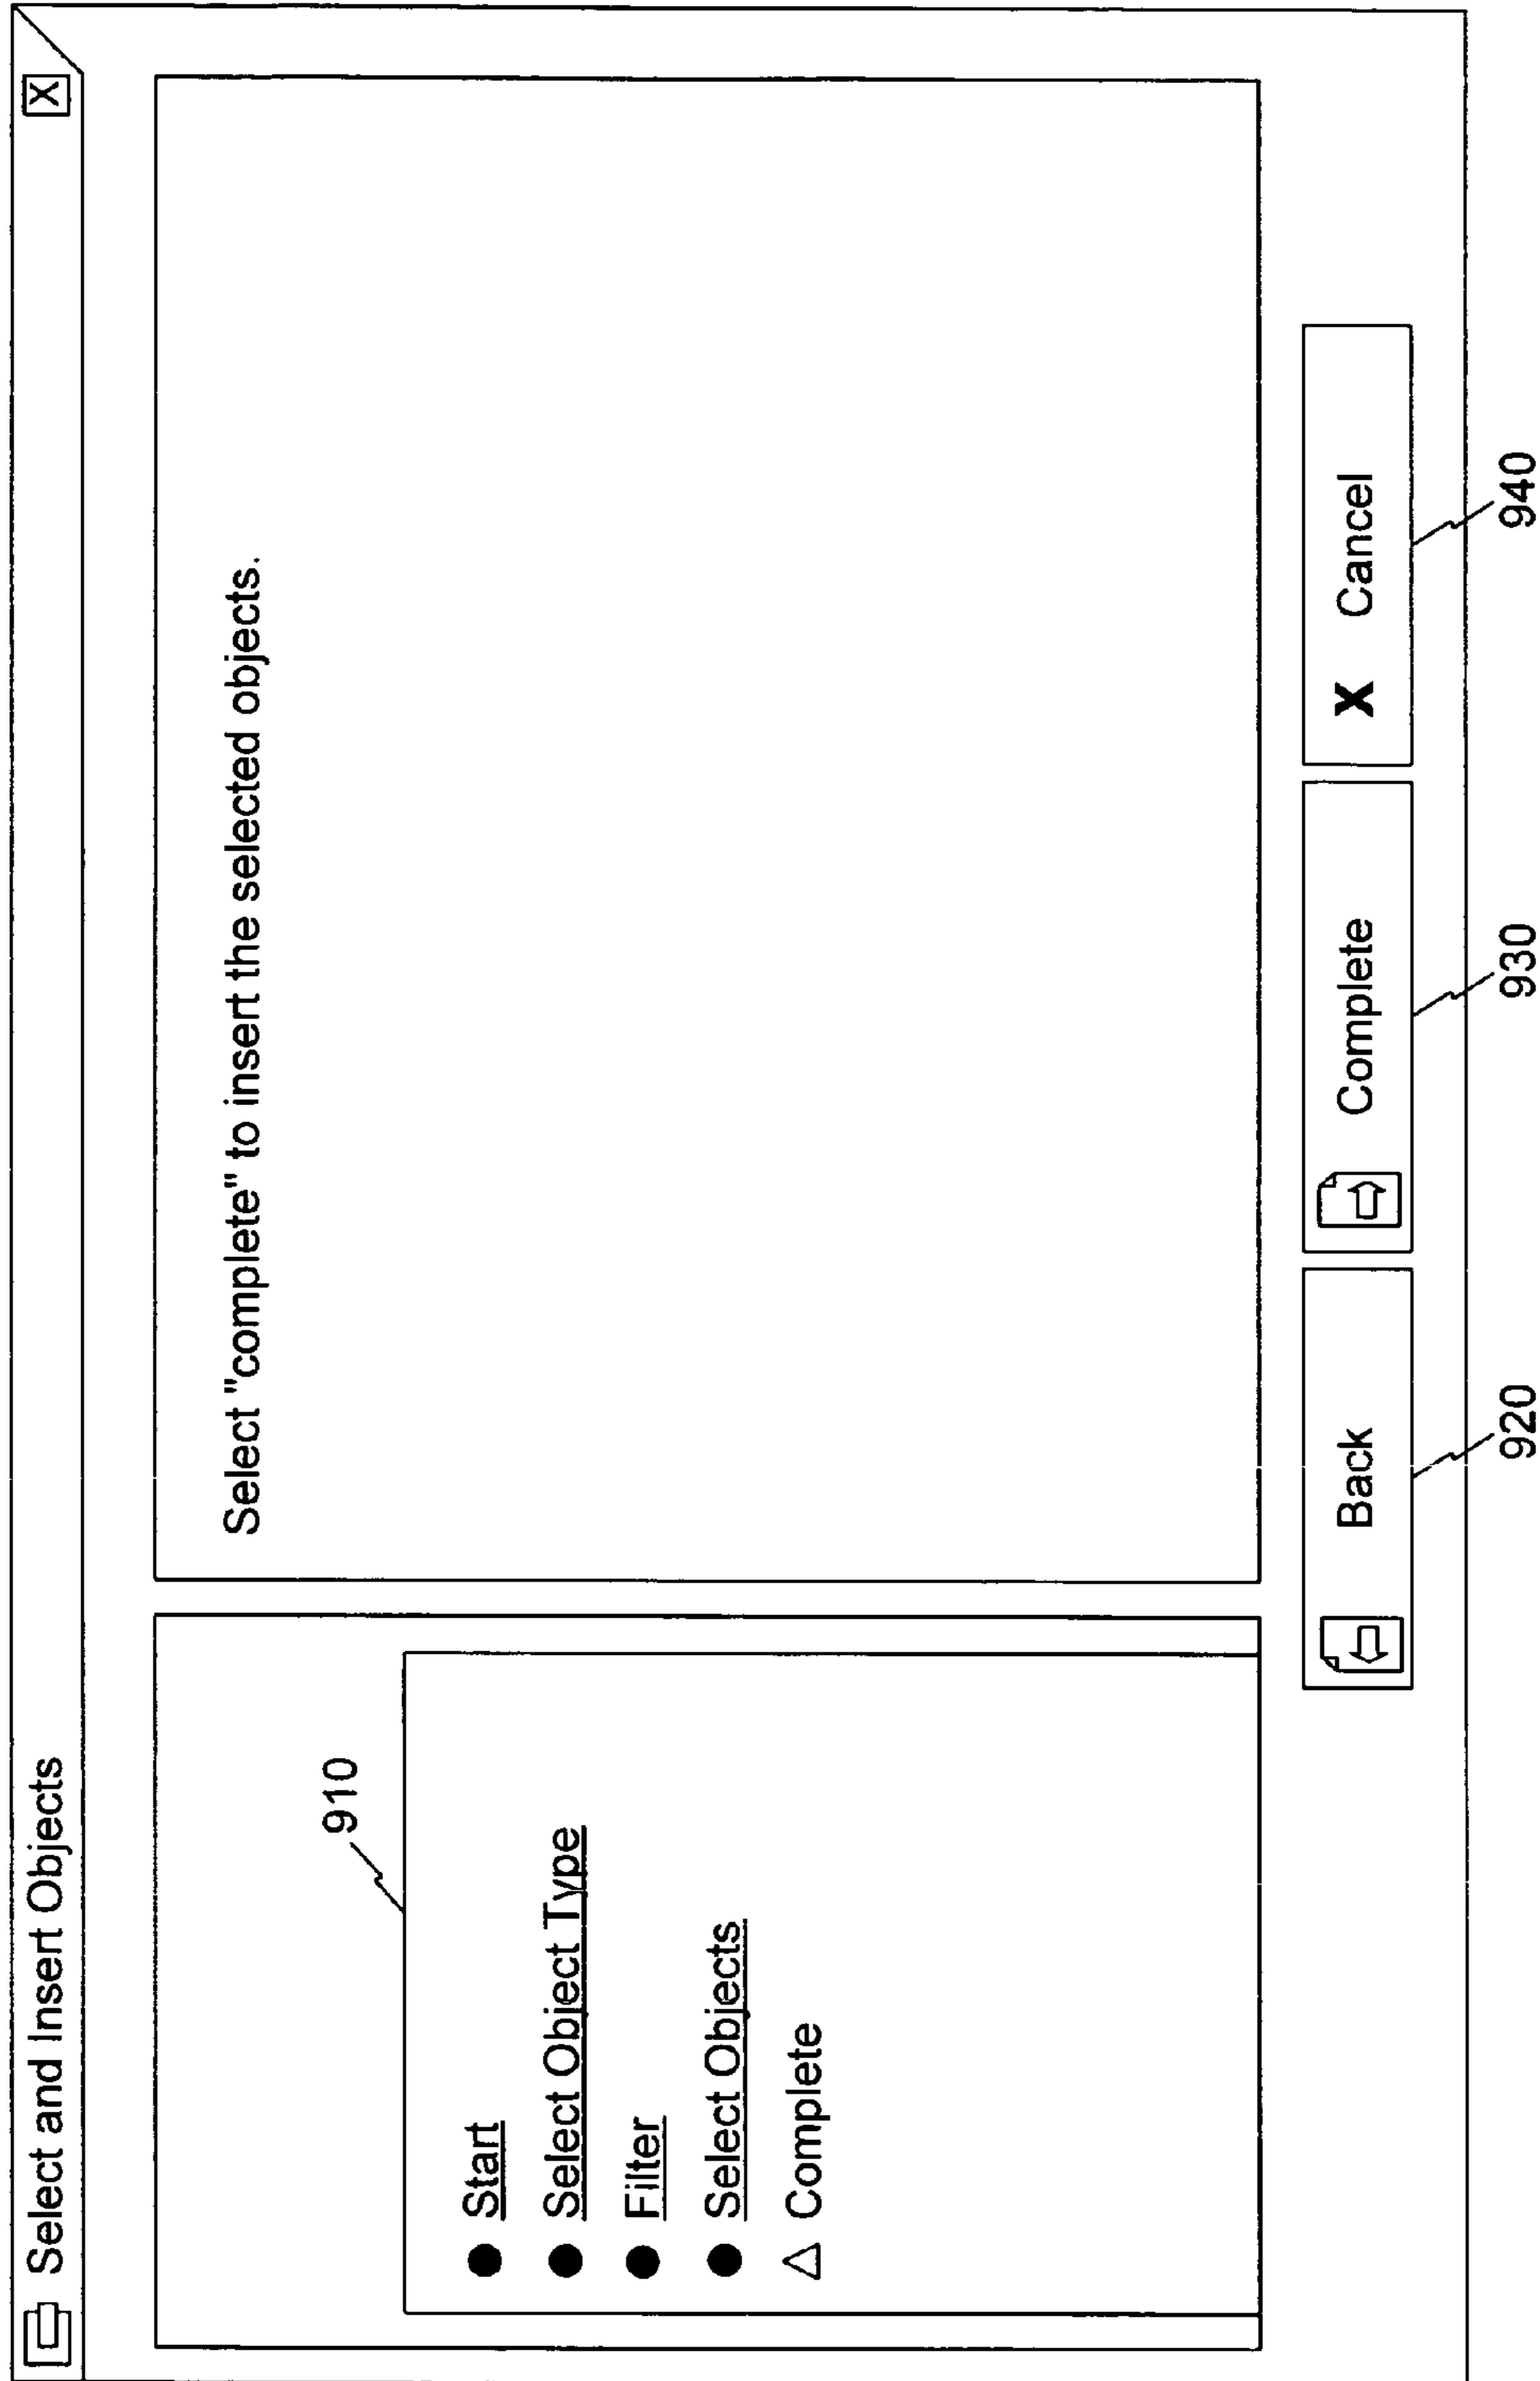 Select and Insert Objects
X
910
Start
Select Object Type
Filter
Select Objects
Complete
Select "complete" to insert the selected objects.
Back
Complete
X Cancel
920
930
940